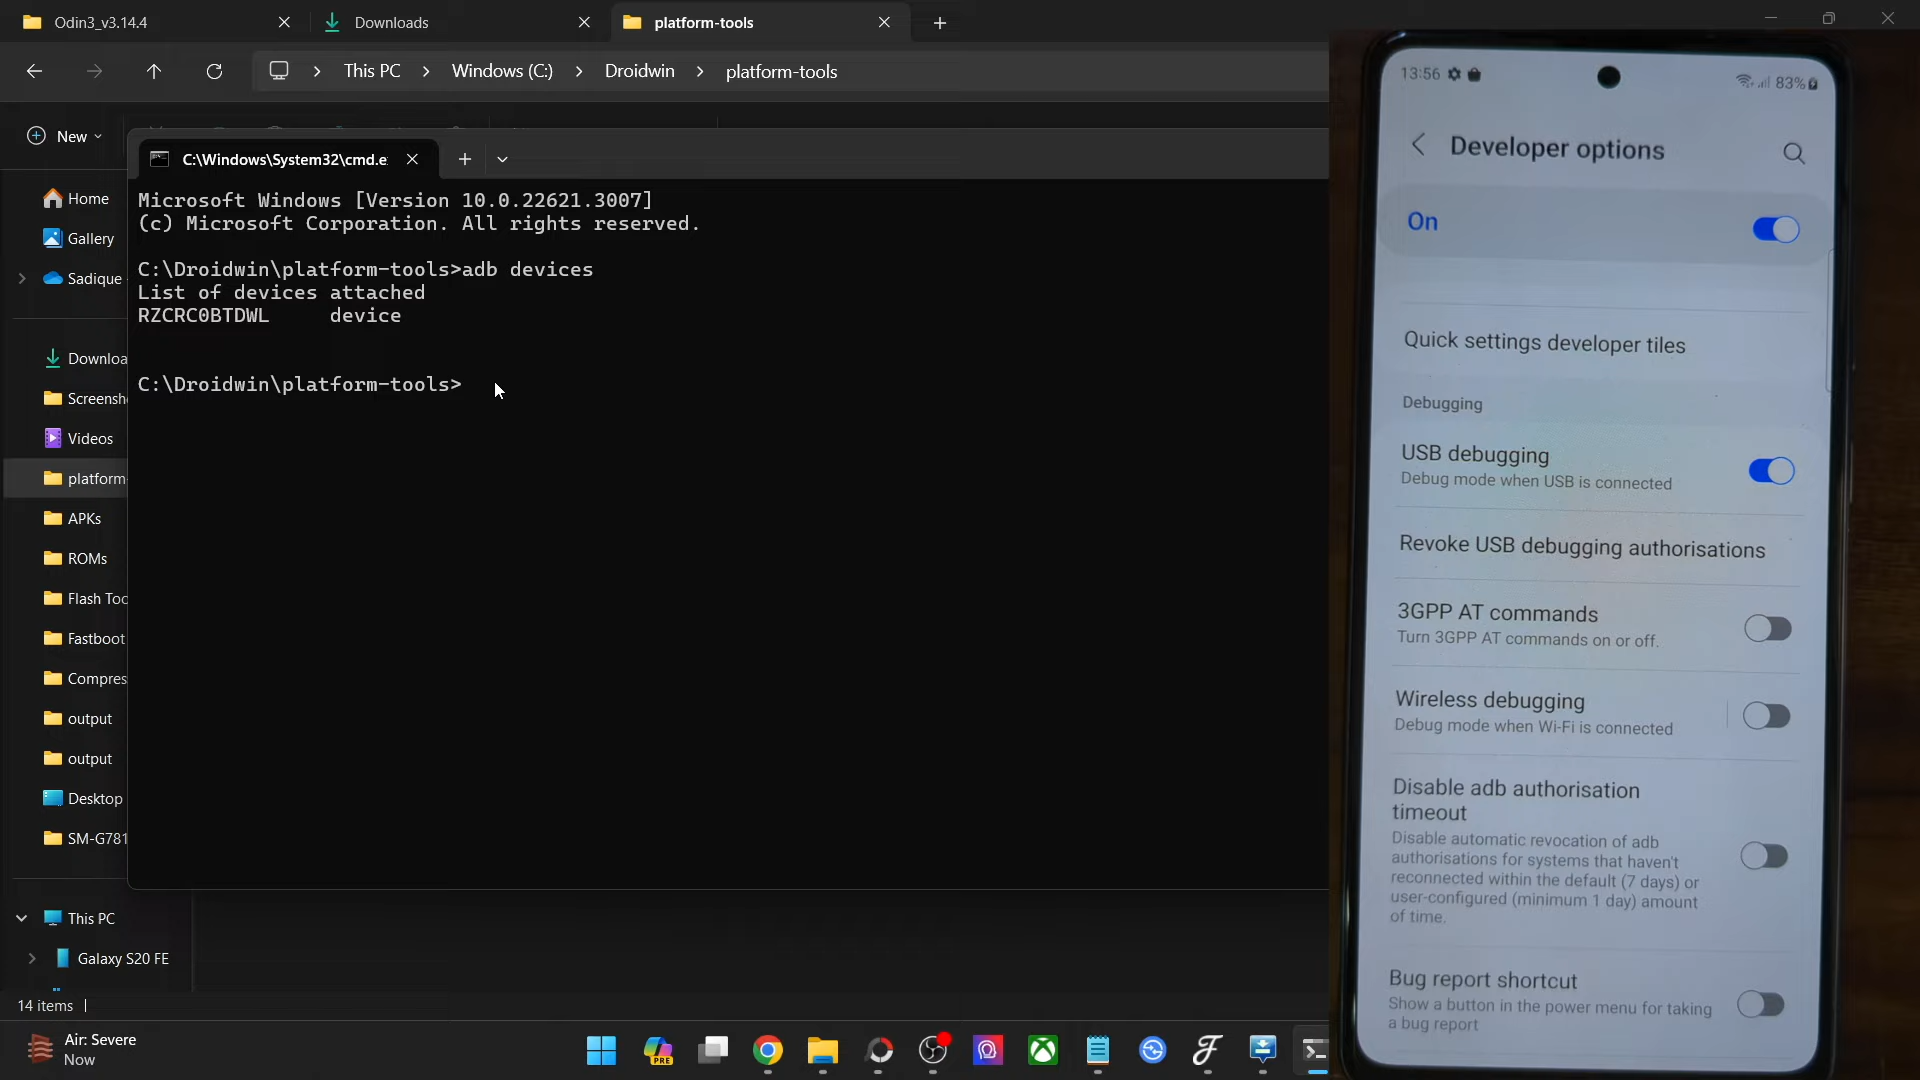 Odin3_v3.14.4
Downloads
platform-tools
This PC
Windows (C:)
Droidwin
platform-tools
New
C:\Windows\System32\cmd.e
Home
Gallery
Sadique
Downloa
Screensh
Videos
platform-
APKs
ROMs
Flash Too
Fastboot
Compres
output
output
Desktop
SM-G781
This PC
Galaxy S20 FE
14 items
Microsoft Windows [Version 10.0.22621.3007]
(c) Microsoft Corporation. All rights reserved.
C:\Droidwin\platform-tools>adb devices
List of devices attached
RZCRC0BTDWL device
C:\Droidwin\platform-tools>
Air: Severe
Now
PRE
13:56
83%
Developer options
On
Quick settings developer tiles
Debugging
USB debugging
Debug mode when USB is connected
Revoke USB debugging authorisations
3GPP AT commands
Turn 3GPP AT commands on or off.
Wireless debugging
Debug mode when Wi-Fi is connected
Disable adb authorisation
timeout
Disable automatic revocation of adb
authorisations for systems that haven't
reconnected within the default (7 days) or
user-configured (minimum 1 day) amount
of time.
Bug report shortcut
Show a button in the power menu for taking
a bug report